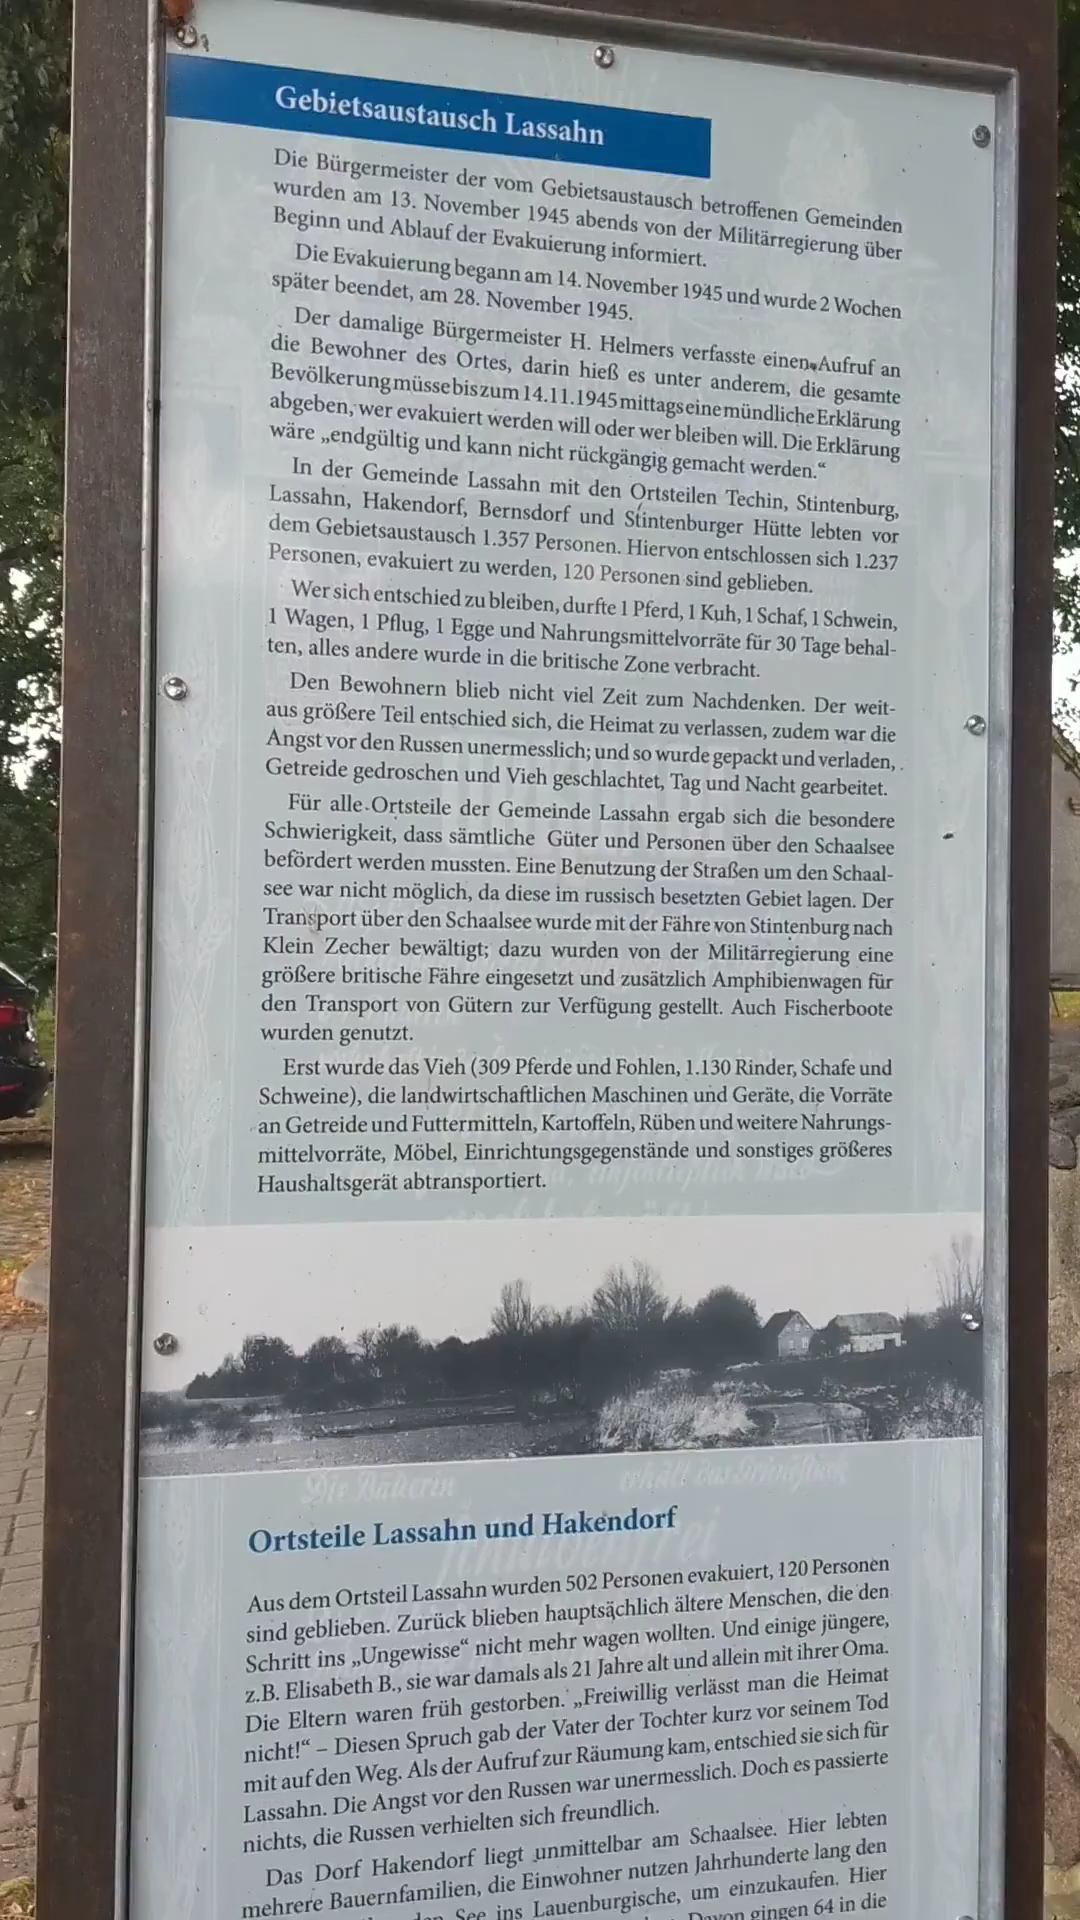 Gebietsaustausch Lassahn
Die Bürgermeister der vom Gebietsaustausch betroffenen Gemeinden
wurden am 13. November 1945 abends von der Militärregierung über
Beginn und Ablauf der Evakuierung informiert.
Die Evakuierung begann am 14. November 1945 und wurde 2 Wochen
später beendet, am 28. November 1945.
Der damalige Bürgermeister H. Helmers verfasste einen Aufruf an
die Bewohner des Ortes, darin hieß es unter anderem, die gesamte
Bevölkerung müsse bis zum 14.11.1945 mittags eine mündliche Erklärung
abgeben, wer evakuiert werden will oder wer bleiben will. Die Erklärung
wäre „endgültig und kann nicht rückgängig gemacht werden.“
In der Gemeinde Lassahn mit den Ortsteilen Techin, Stintenburg,
Lassahn, Hakendorf, Bernsdorf und Stintenburger Hütte lebten vor
dem Gebietsaustausch 1.357 Personen. Hiervon entschlossen sich 1.237
Personen, evakuiert zu werden, 120 Personen sind geblieben.
Wer sich entschied zu bleiben, durfte 1 Pferd, 1 Kuh, 1 Schaf, 1 Schwein,
1 Wagen, 1 Pflug, 1 Egge und Nahrungsmittelvorräte für 30 Tage behal-
ten, alles andere wurde in die britische Zone verbracht.
Den Bewohnern blieb nicht viel Zeit zum Nachdenken. Der weit-
aus größere Teil entschied sich, die Heimat zu verlassen, zudem war die
Angst vor den Russen unermesslich; und so wurde gepackt und verladen,
Getreide gedroschen und Vieh geschlachtet, Tag und Nacht gearbeitet.
Für alle Ortsteile der Gemeinde Lassahn ergab sich die besondere
Schwierigkeit, dass sämtliche Güter und Personen über den Schaalsee
befördert werden mussten. Eine Benutzung der Straßen um den Schaal-
see war nicht möglich, da diese im russisch besetzten Gebiet lagen. Der
Transport über den Schaalsee wurde mit der Fähre von Stintenburg nach
Klein Zecher bewältigt; dazu wurden von der Militärregierung eine
größere britische Fähre eingesetzt und zusätzlich Amphibienwagen für
den Transport von Gütern zur Verfügung gestellt. Auch Fischerboote
wurden genutzt.
Erst wurde das Vieh (309 Pferde und Fohlen, 1.130 Rinder, Schafe und
Schweine), die landwirtschaftlichen Maschinen und Geräte, die Vorräte
an Getreide und Futtermitteln, Kartoffeln, Rüben und weitere Nahrungs-
mittelvorräte, Möbel, Einrichtungsgegenstände und sonstiges größeres
Haushaltsgerät abtransportiert.
Die Bäuerin
Ortsteile Lassahn und Hakendorf
Aus dem Ortsteil Lassahn wurden 502 Personen evakuiert, 120 Personen
sind geblieben. Zurück blieben hauptsächlich ältere Menschen, die den
Schritt ins „Ungewisse“ nicht mehr wagen wollten. Und einige jüngere,
z.B. Elisabeth B., sie war damals als 21 Jahre alt und allein mit ihrer Oma.
Die Eltern waren früh gestorben. „Freiwillig verlässt man die Heimat
nicht!“ – Diesen Spruch gab der Vater der Tochter kurz vor seinem Tod
mit auf den Weg. Als der Aufruf zur Räumung kam, entschied sie sich für
Lassahn. Die Angst vor den Russen war unermesslich. Doch es passierte
nichts, die Russen verhielten sich freundlich.
Das Dorf Hakendorf liegt unmittelbar am Schaalsee. Hier lebten
mehrere Bauernfamilien, die Einwohner nutzen Jahrhunderte lang den
See ins Lauenburgische, um einzukaufen. Hier
Davon gingen 64 in die